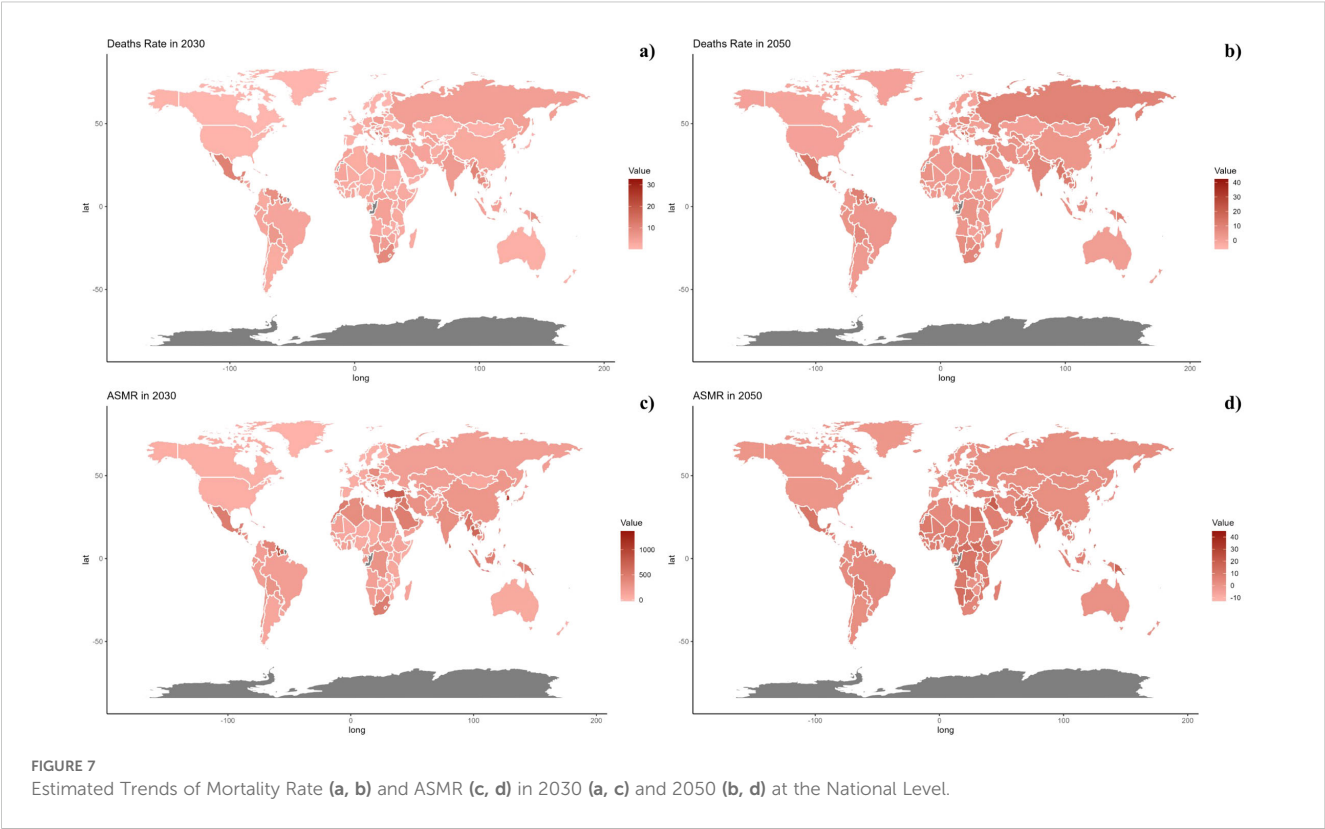 Deaths Rate in 2030
a)
50
0
-50
lat
-100
0
100
200
long
Value
30
20
10
Deaths Rate in 2050
b)
50
0
-50
lat
-100
0
100
200
long
Value
40
30
20
10
0
ASMR in 2030
c)
50
0
-50
lat
-100
0
100
200
long
Value
1000
500
0
ASMR in 2050
d)
50
0
-50
lat
-100
0
100
200
long
Value
40
30
20
10
0
-10
FIGURE 7
Estimated Trends of Mortality Rate (a, b) and ASMR (c, d) in 2030 (a, c) and 2050 (b, d) at the National Level.